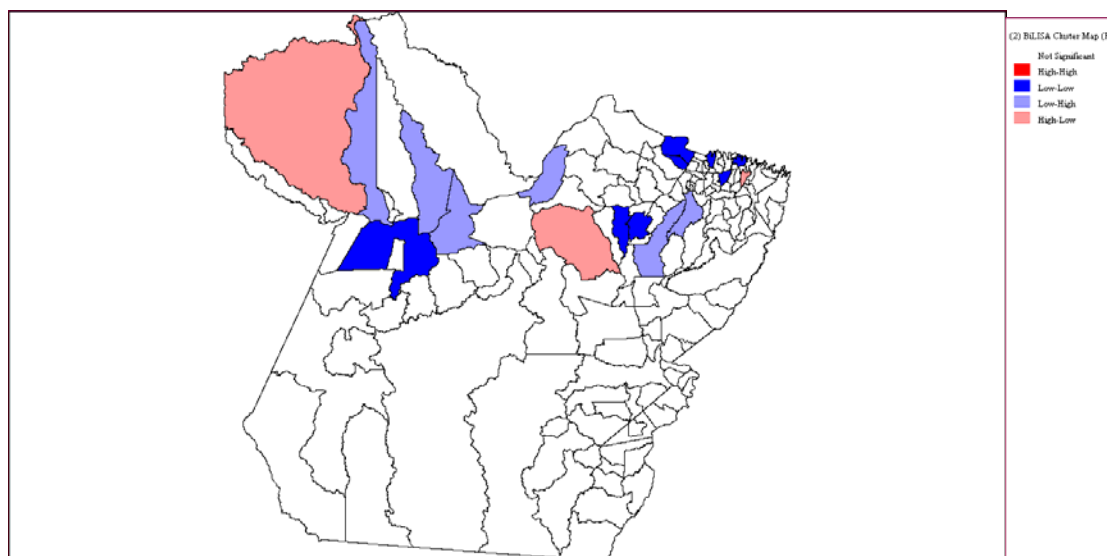 (2) BiLISA Cluster Map (
Not Significant
High-High
Low-Low
Low-High
High-Low